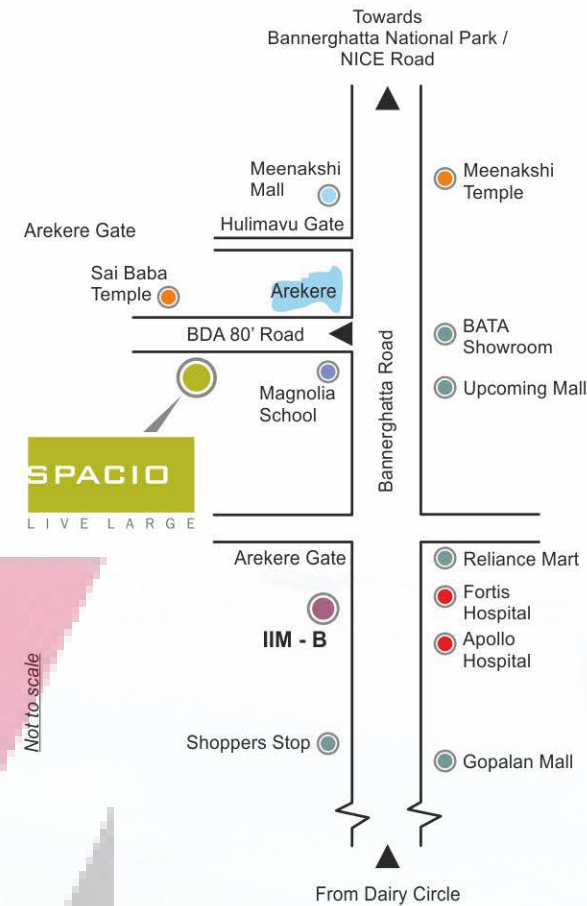 Towards
Bannerghatta National Park /
NICE Road
Meenakshi
Mall
Meenakshi
Temple
Hulimavu Gate
Arekere Gate
Sai Baba
Temple
Arekere
BDA 80' Road
BATA
Showroom
Magnolia
School
Upcoming Mall
Bannerghatta Road
SPACIO
LIVE LARGE
Arekere Gate
Reliance Mart
Fortis
Hospital
IIM - B
Apollo
Hospital
Not to scale
Shoppers Stop
Gopalan Mall
From Dairy Circle